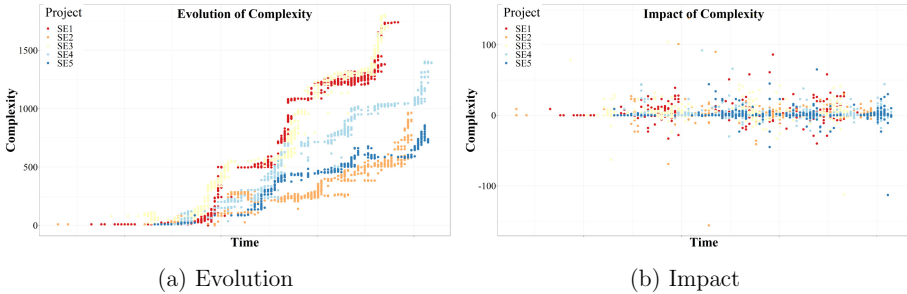 Evolution of Complexity
Project
SE1
SE2
SE3
SE4
SE5
Complexity
1500
1000
500
0
Time
(a) Evolution
Impact of Complexity
Project
SE1
SE2
SE3
SE4
SE5
Complexity
100
0
-100
Time
(b) Impact